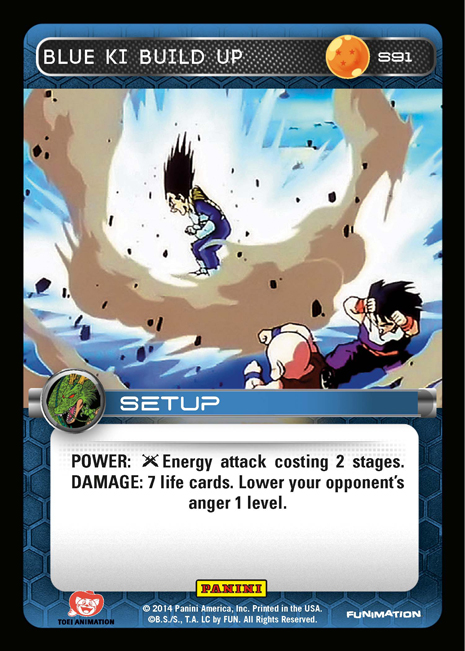 BLUE KI BUILD UP
S91
SETUP
POWER: Energy attack costing 2 stages.
DAMAGE: 7 life cards. Lower your opponent's
anger 1 level.
PANINI
TOEI ANIMATION
© 2014 Panini America, Inc. Printed in the USA.
©B.S./S., T.A. LC by FUN. All Rights Reserved.
FUNIMATION